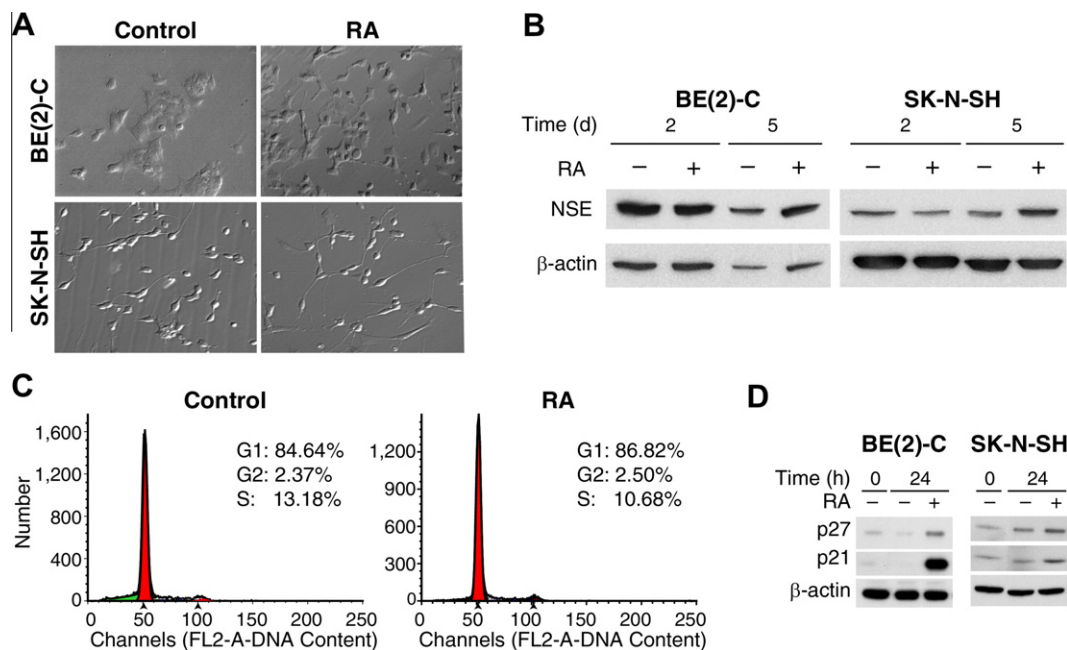 A
Control RA
BE(2)-C
SK-N-SH
B
BE(2)-C SK-N-SH
Time (d) 2 5 2 5
RA – + – + – + – +
NSE
β-actin
C
Control
1,600
1,200
800
400
0
Number
G1: 84.64%
G2: 2.37%
S: 13.18%
0 50 100 150 200 250
Channels (FL2-A-DNA Content)
RA
1,200
900
600
300
0
G1: 86.82%
G2: 2.50%
S: 10.68%
0 50 100 150 200 250
Channels (FL2-A-DNA Content)
D
BE(2)-C SK-N-SH
Time (h) 0 24 0 24
RA – – + – – +
p27
p21
β-actin